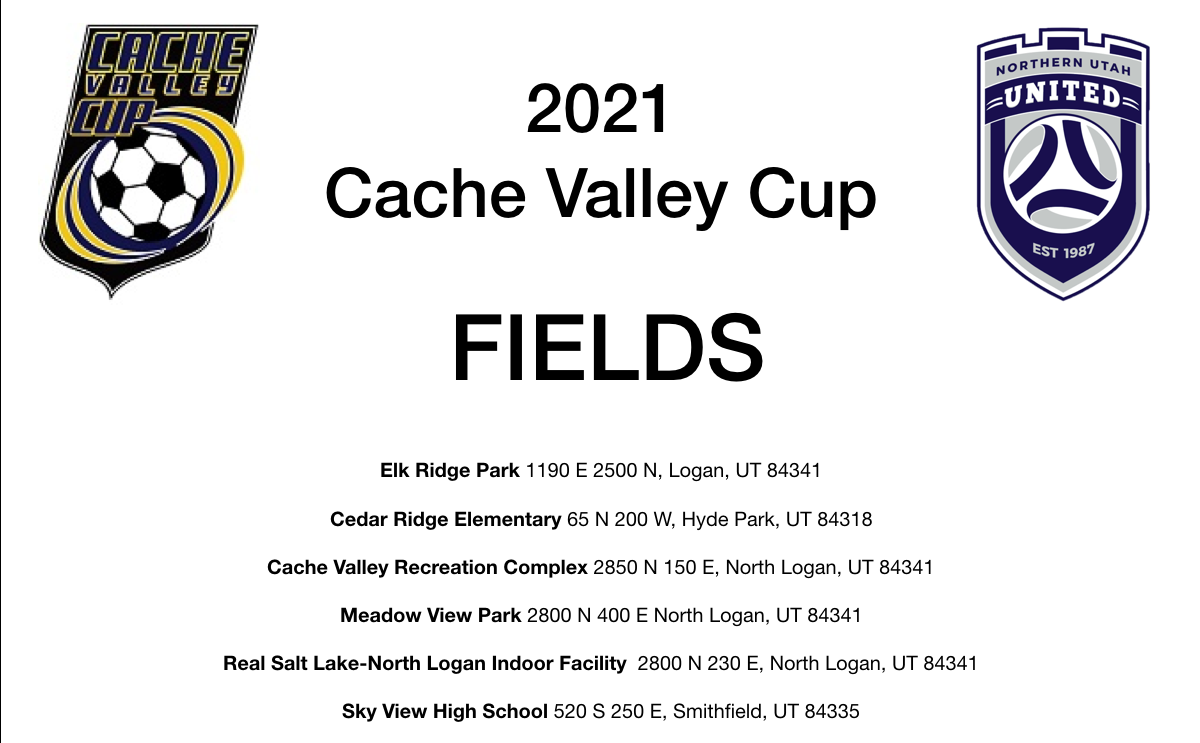 CACHE
VALLEY
CUP
NORTHERN UTAH
UNITED
EST 1987
2021
Cache Valley Cup
FIELDS
Elk Ridge Park 1190 E 2500 N, Logan, UT 84341
Cedar Ridge Elementary 65 N 200 W, Hyde Park, UT 84318
Cache Valley Recreation Complex 2850 N 150 E, North Logan, UT 84341
Meadow View Park 2800 N 400 E North Logan, UT 84341
Real Salt Lake-North Logan Indoor Facility  2800 N 230 E, North Logan, UT 84341
Sky View High School 520 S 250 E, Smithfield, UT 84335